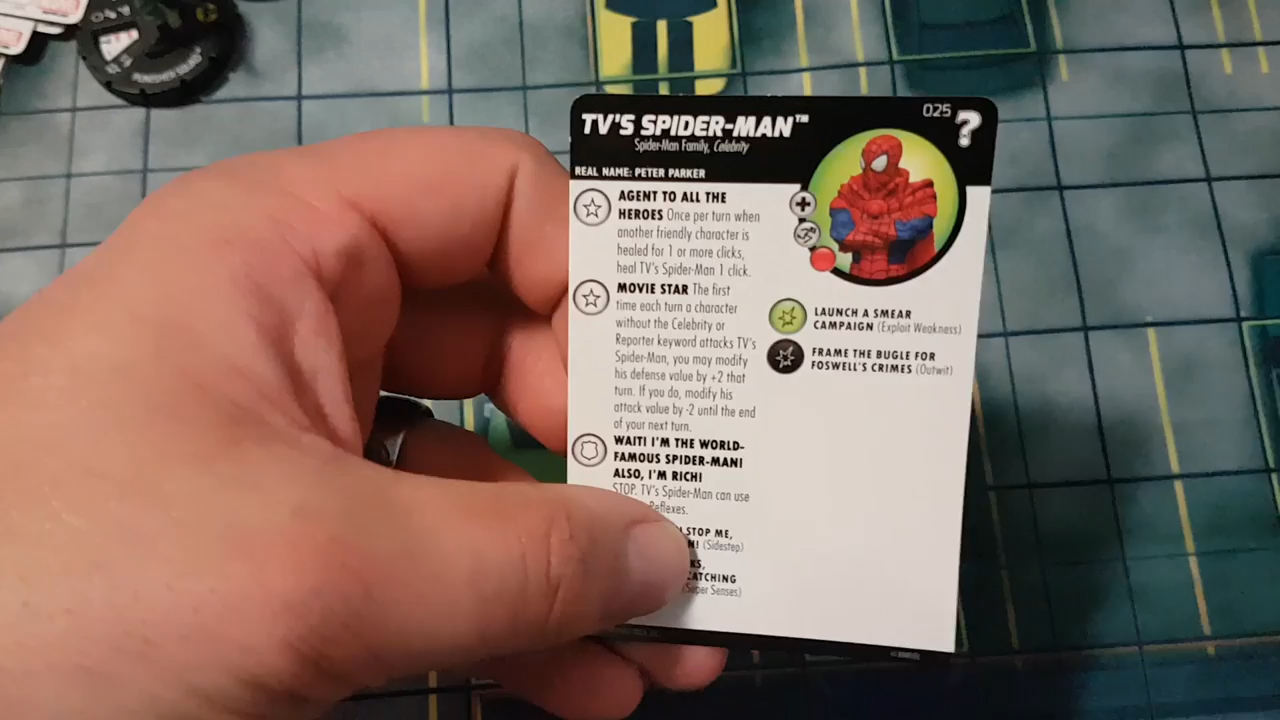 025
TV'S SPIDER-MAN™
Spider-Man Family, Celebrity
REAL NAME: PETER PARKER
AGENT TO ALL THE
HEROES Once per turn when
another friendly character is
healed for 1 or more clicks,
heal TV's Spider-Man 1 click.
MOVIE STAR The first
time each turn a character
without the Celebrity or
Reporter keyword attacks TV's
Spider-Man, you may modify
his defense value by +2 that
turn. If you do, modify his
attack value by -2 until the end
of your next turn.
WAIT! I'M THE WORLD-
FAMOUS SPIDER-MAN!
ALSO, I'M RICH!
STOP. TV's Spider-Man can use
Reflexes.
STOP ME,
(Sidestep)
CATCHING
(Super Senses)
LAUNCH A SMEAR
CAMPAIGN (Exploit Weakness)
FRAME THE BUGLE FOR
FOSWELL'S CRIMES (Outwit)